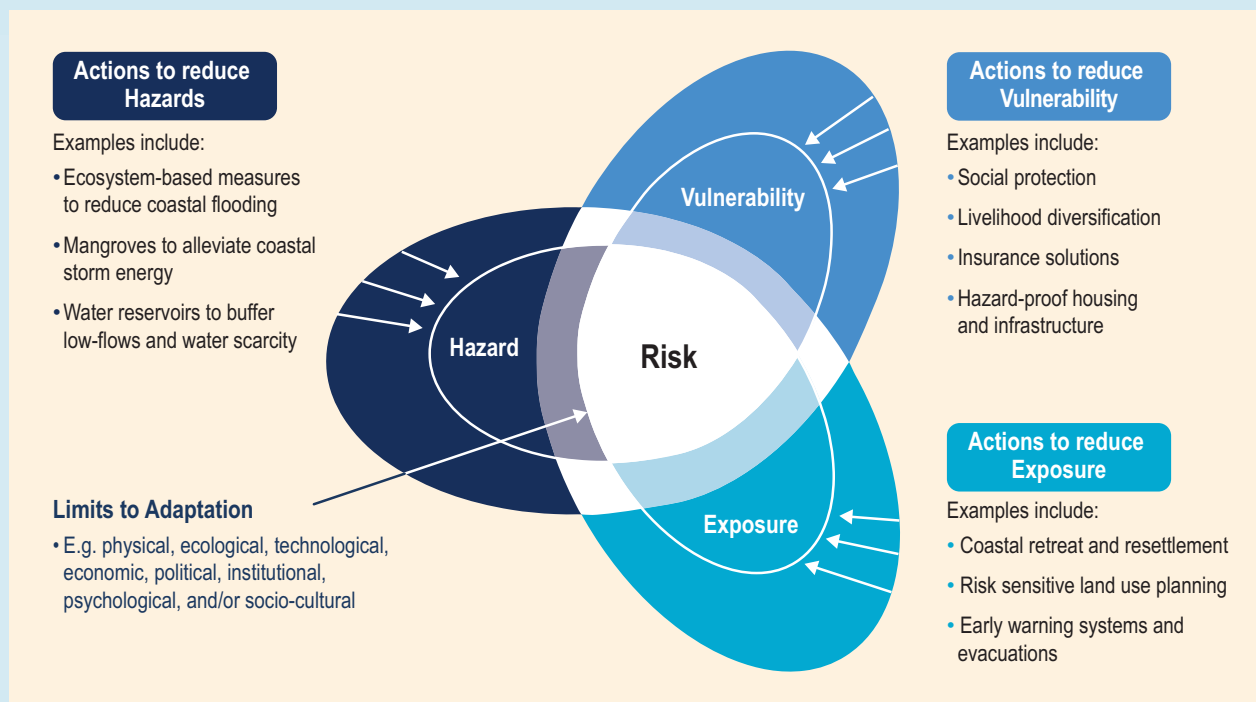 Actions to reduce
Hazards
Examples include:
• Ecosystem-based measures
to reduce coastal flooding
• Mangroves to alleviate coastal
storm energy
• Water reservoirs to buffer
low-flows and water scarcity
Limits to Adaptation
• E.g. physical, ecological, technological,
economic, political, institutional,
psychological, and/or socio-cultural
Vulnerability
Hazard
Risk
Exposure
Actions to reduce
Vulnerability
Examples include:
• Social protection
• Livelihood diversification
• Insurance solutions
• Hazard-proof housing
and infrastructure
Actions to reduce
Exposure
Examples include:
• Coastal retreat and resettlement
• Risk sensitive land use planning
• Early warning systems and
evacuations